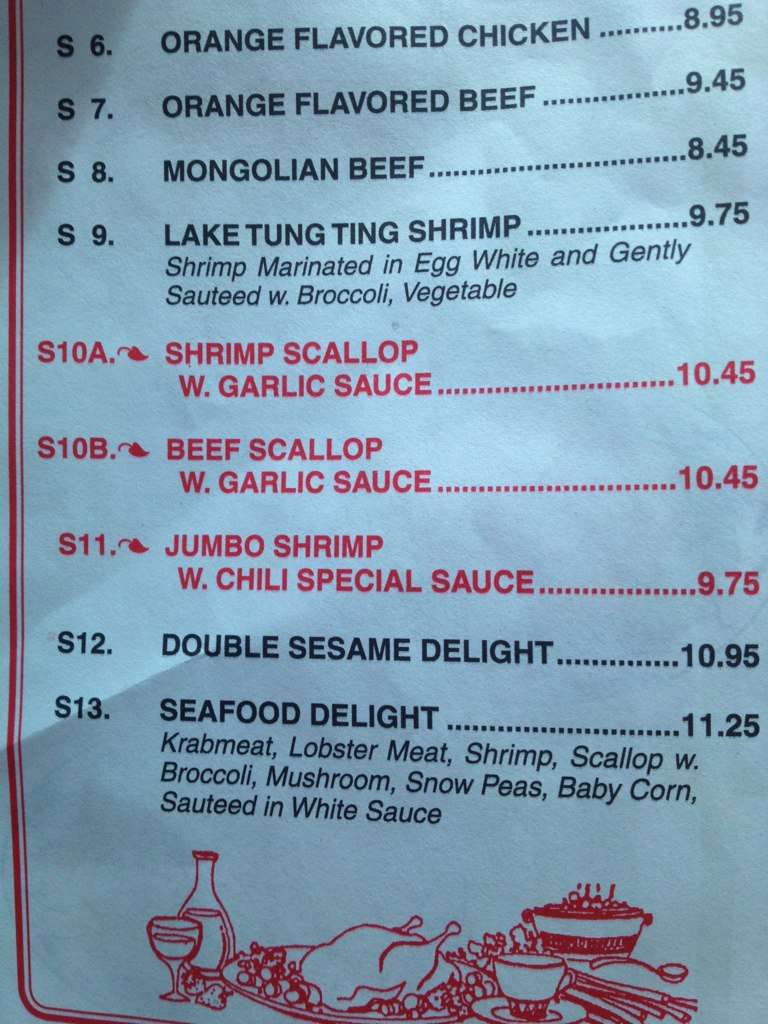 S 6. ORANGE FLAVORED CHICKEN ..........8.95
S 7. ORANGE FLAVORED BEEF ..................9.45
S 8. MONGOLIAN BEEF.................................8.45
S 9. LAKE TUNG TING SHRIMP ....................9.75
Shrimp Marinated in Egg White and Gently
Sauteed w. Broccoli, Vegetable
S10A. SHRIMP SCALLOP
W. GARLIC SAUCE ............................10.45
S10B. BEEF SCALLOP
W. GARLIC SAUCE ............................10.45
S11. JUMBO SHRIMP
W. CHILI SPECIAL SAUCE..................9.75
S12. DOUBLE SESAME DELIGHT..............10.95
S13. SEAFOOD DELIGHT ...........................11.25
Krabmeat, Lobster Meat, Shrimp, Scallop w.
Broccoli, Mushroom, Snow Peas, Baby Corn,
Sauteed in White Sauce